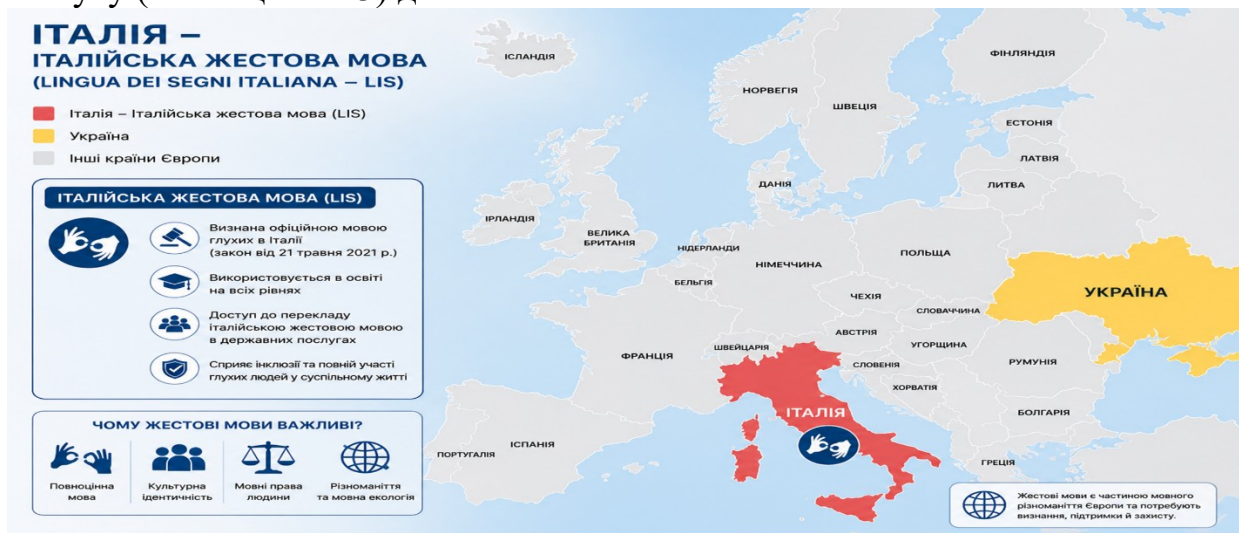 ІТАЛІЯ –
ІТАЛІЙСЬКА ЖЕСТОВА МОВА
(LINGUA DEI SEGNI ITALIANA – LIS)
Італія – Італійська жестова мова (LIS)
Україна
Інші країни Європи
ІТАЛІЙСЬКА ЖЕСТОВА МОВА (LIS)
Визнана офіційною мовою
глухих в Італії
(закон від 21 травня 2021 р.)
Використовується в освіті
на всіх рівнях
Доступ до перекладу
італійською жестовою мовою
в державних послугах
Сприяє інклюзії та повній участі
глухих людей у суспільному житті
ЧОМУ ЖЕСТОВІ МОВИ ВАЖЛИВІ?
Повноцінна
мова
Культурна
ідентичність
Мовні права
людини
Різноманіття
та мовна екологія
ІСЛАНДІЯ
ФІНЛЯНДІЯ
НОРВЕГІЯ
ШВЕЦІЯ
ЕСТОНІЯ
ЛАТВІЯ
ЛИТВА
ДАНІЯ
ІРЛАНДІЯ
ВЕЛИКА
БРИТАНІЯ
НІДЕРЛАНДИ
ПОЛЬЩА
НІМЕЧЧИНА
БЕЛЬГІЯ
УКРАЇНА
ЧЕХІЯ
СЛОВАЧЧИНА
АВСТРІЯ
ШВЕЙЦАРІЯ
УГОРЩИНА
ФРАНЦІЯ
РУМУНІЯ
СЛОВЕНІЯ
ХОРВАТІЯ
ІТАЛІЯ
БОЛГАРІЯ
ІСПАНІЯ
ПОРТУГАЛІЯ
ГРЕЦІЯ
Жестові мови є частиною мовного
різноманіття Європи та потребують
визнання, підтримки й захисту.